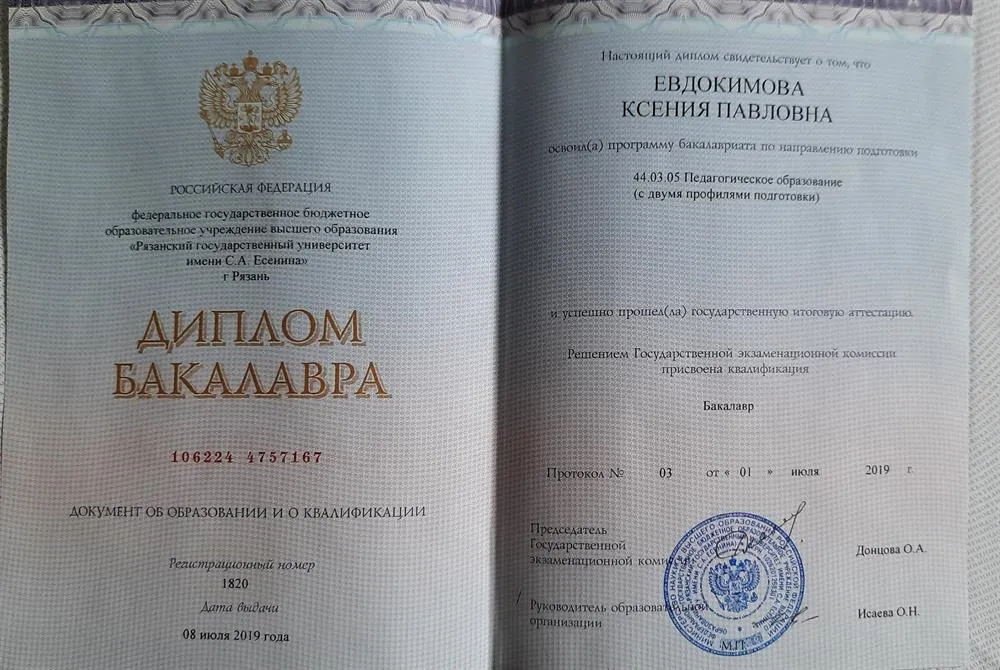 РОССИЙСКАЯ ФЕДЕРАЦИЯ
федеральное государственное бюджетное
образовательное учреждение высшего образования
«Рязанский государственный университет
имени С.А. Есенина»
г Рязань
ДИПЛОМ
БАКАЛАВРА
106224 4757167
ДОКУМЕНТ ОБ ОБРАЗОВАНИИ И О КВАЛИФИКАЦИИ
Регистрационный номер
1820
Дата выдачи
08 июля 2019 года
Настоящий диплом свидетельствует о том, что
ЕВДОКИМОВА
КСЕНИЯ ПАВЛОВНА
освоил(а) программу бакалавриата по направлению подготовки
44.03.05 Педагогическое образование
(с двумя профилями подготовки)
и успешно прошел(ла) государственную итоговую аттестацию.
Решением Государственной экзаменационной комиссии
присвоена квалификация
Бакалавр
Протокол № 03 от « 01 » июля 2019 г.
Председатель
Государственной
экзаменационной комиссии
Донцова О.А.
Руководитель образовательной
организации
Исаева О.Н.
М.П.